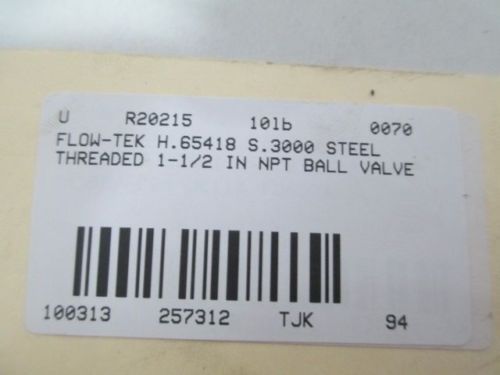 U R20215 10lb 0070
FLOW-TEK H.65418 S.3000 STEEL
THREADED 1-1/2 IN NPT BALL VALVE
100313 257312 TJK 94